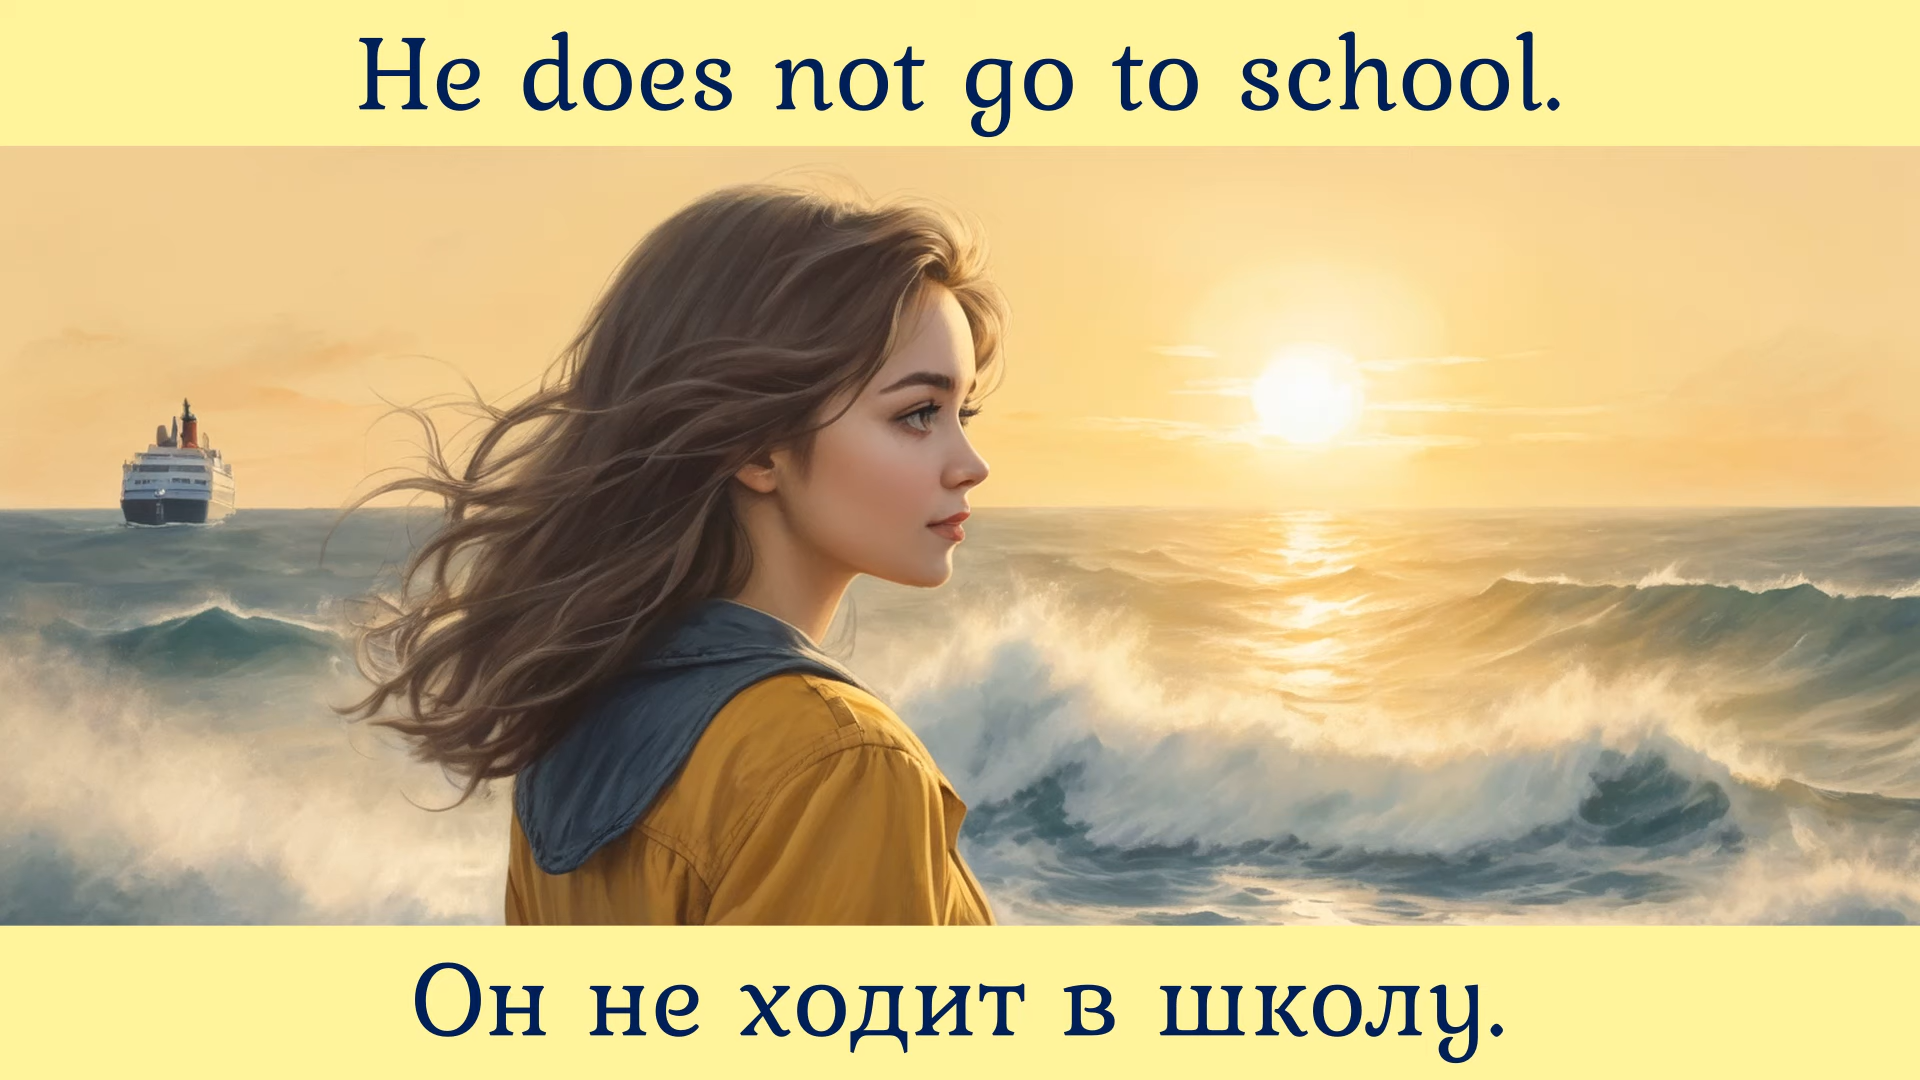 He does not go to school.
Он не ходит в школу.